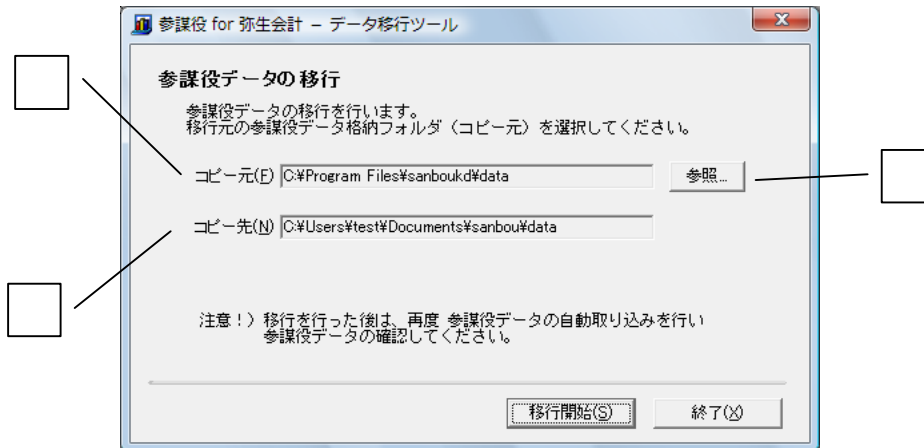 参謀役 for 弥生会計 － データ移行ツール
参謀役データの移行
参謀役データの移行を行います。
移行元の参謀役データ格納フォルダ（コピー元）を選択してください。
コピー元(F) C:¥Program Files¥sanboukd¥data 参照...
コピー先(N) C:¥Users¥test¥Documents¥sanbou¥data
注意！）移行を行った後は、再度 参謀役データの自動取り込みを行い
参謀役データの確認してください。
移行開始(S) 終了(X)